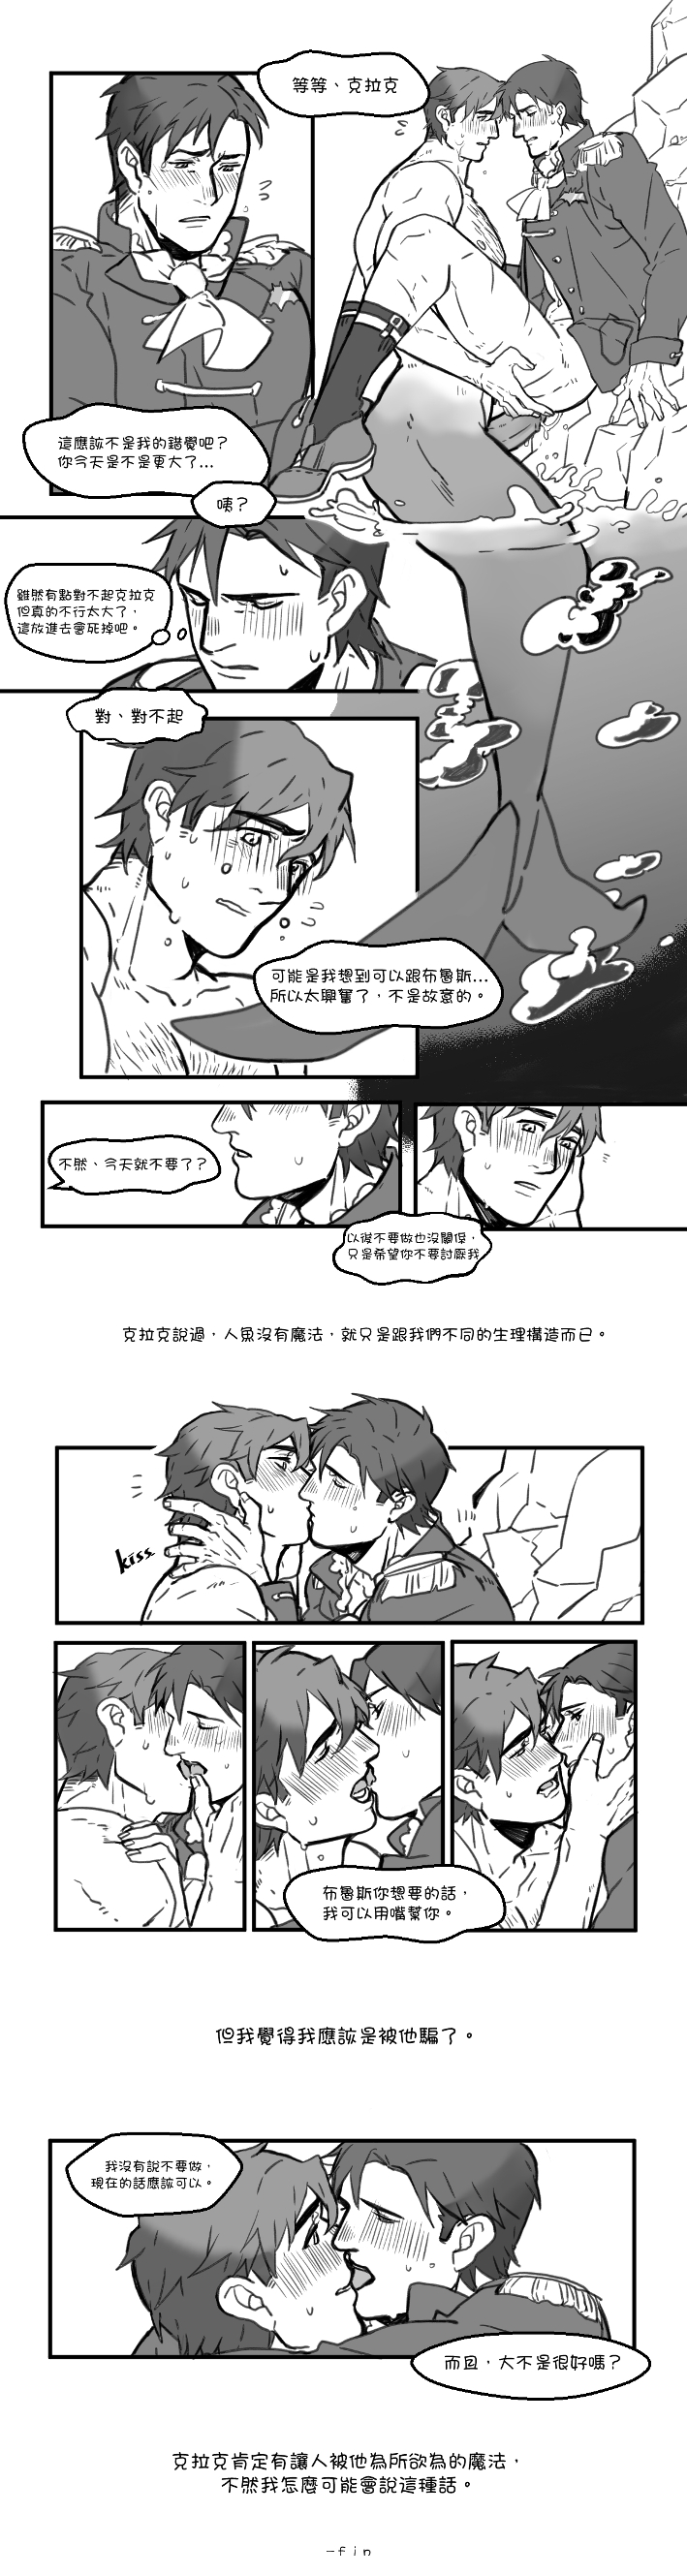 等等、克拉克
這應該不是我的錯覺吧？
你今天是不是更大了...
咦？
雖然有點對不起克拉克
但真的不行太大了，
這放進去會死掉吧。
對、對不起
可能是我想到可以跟布魯斯...
所以太興奮了，不是故意的。
不然、今天就不要了？
以後不要做也沒關係，
只是希望你不要討厭我
克拉克說過，人魚沒有魔法，就只是跟我們不同的生理構造而已。
kiss
布魯斯你想要的話，
我可以用嘴幫你。
但我覺得我應該是被他騙了。
我沒有說不要做，
現在的話應該可以。
而且，大不是很好嗎？
克拉克肯定有讓人被他為所欲為的魔法，
不然我怎麼可能會說這種話。
-fin